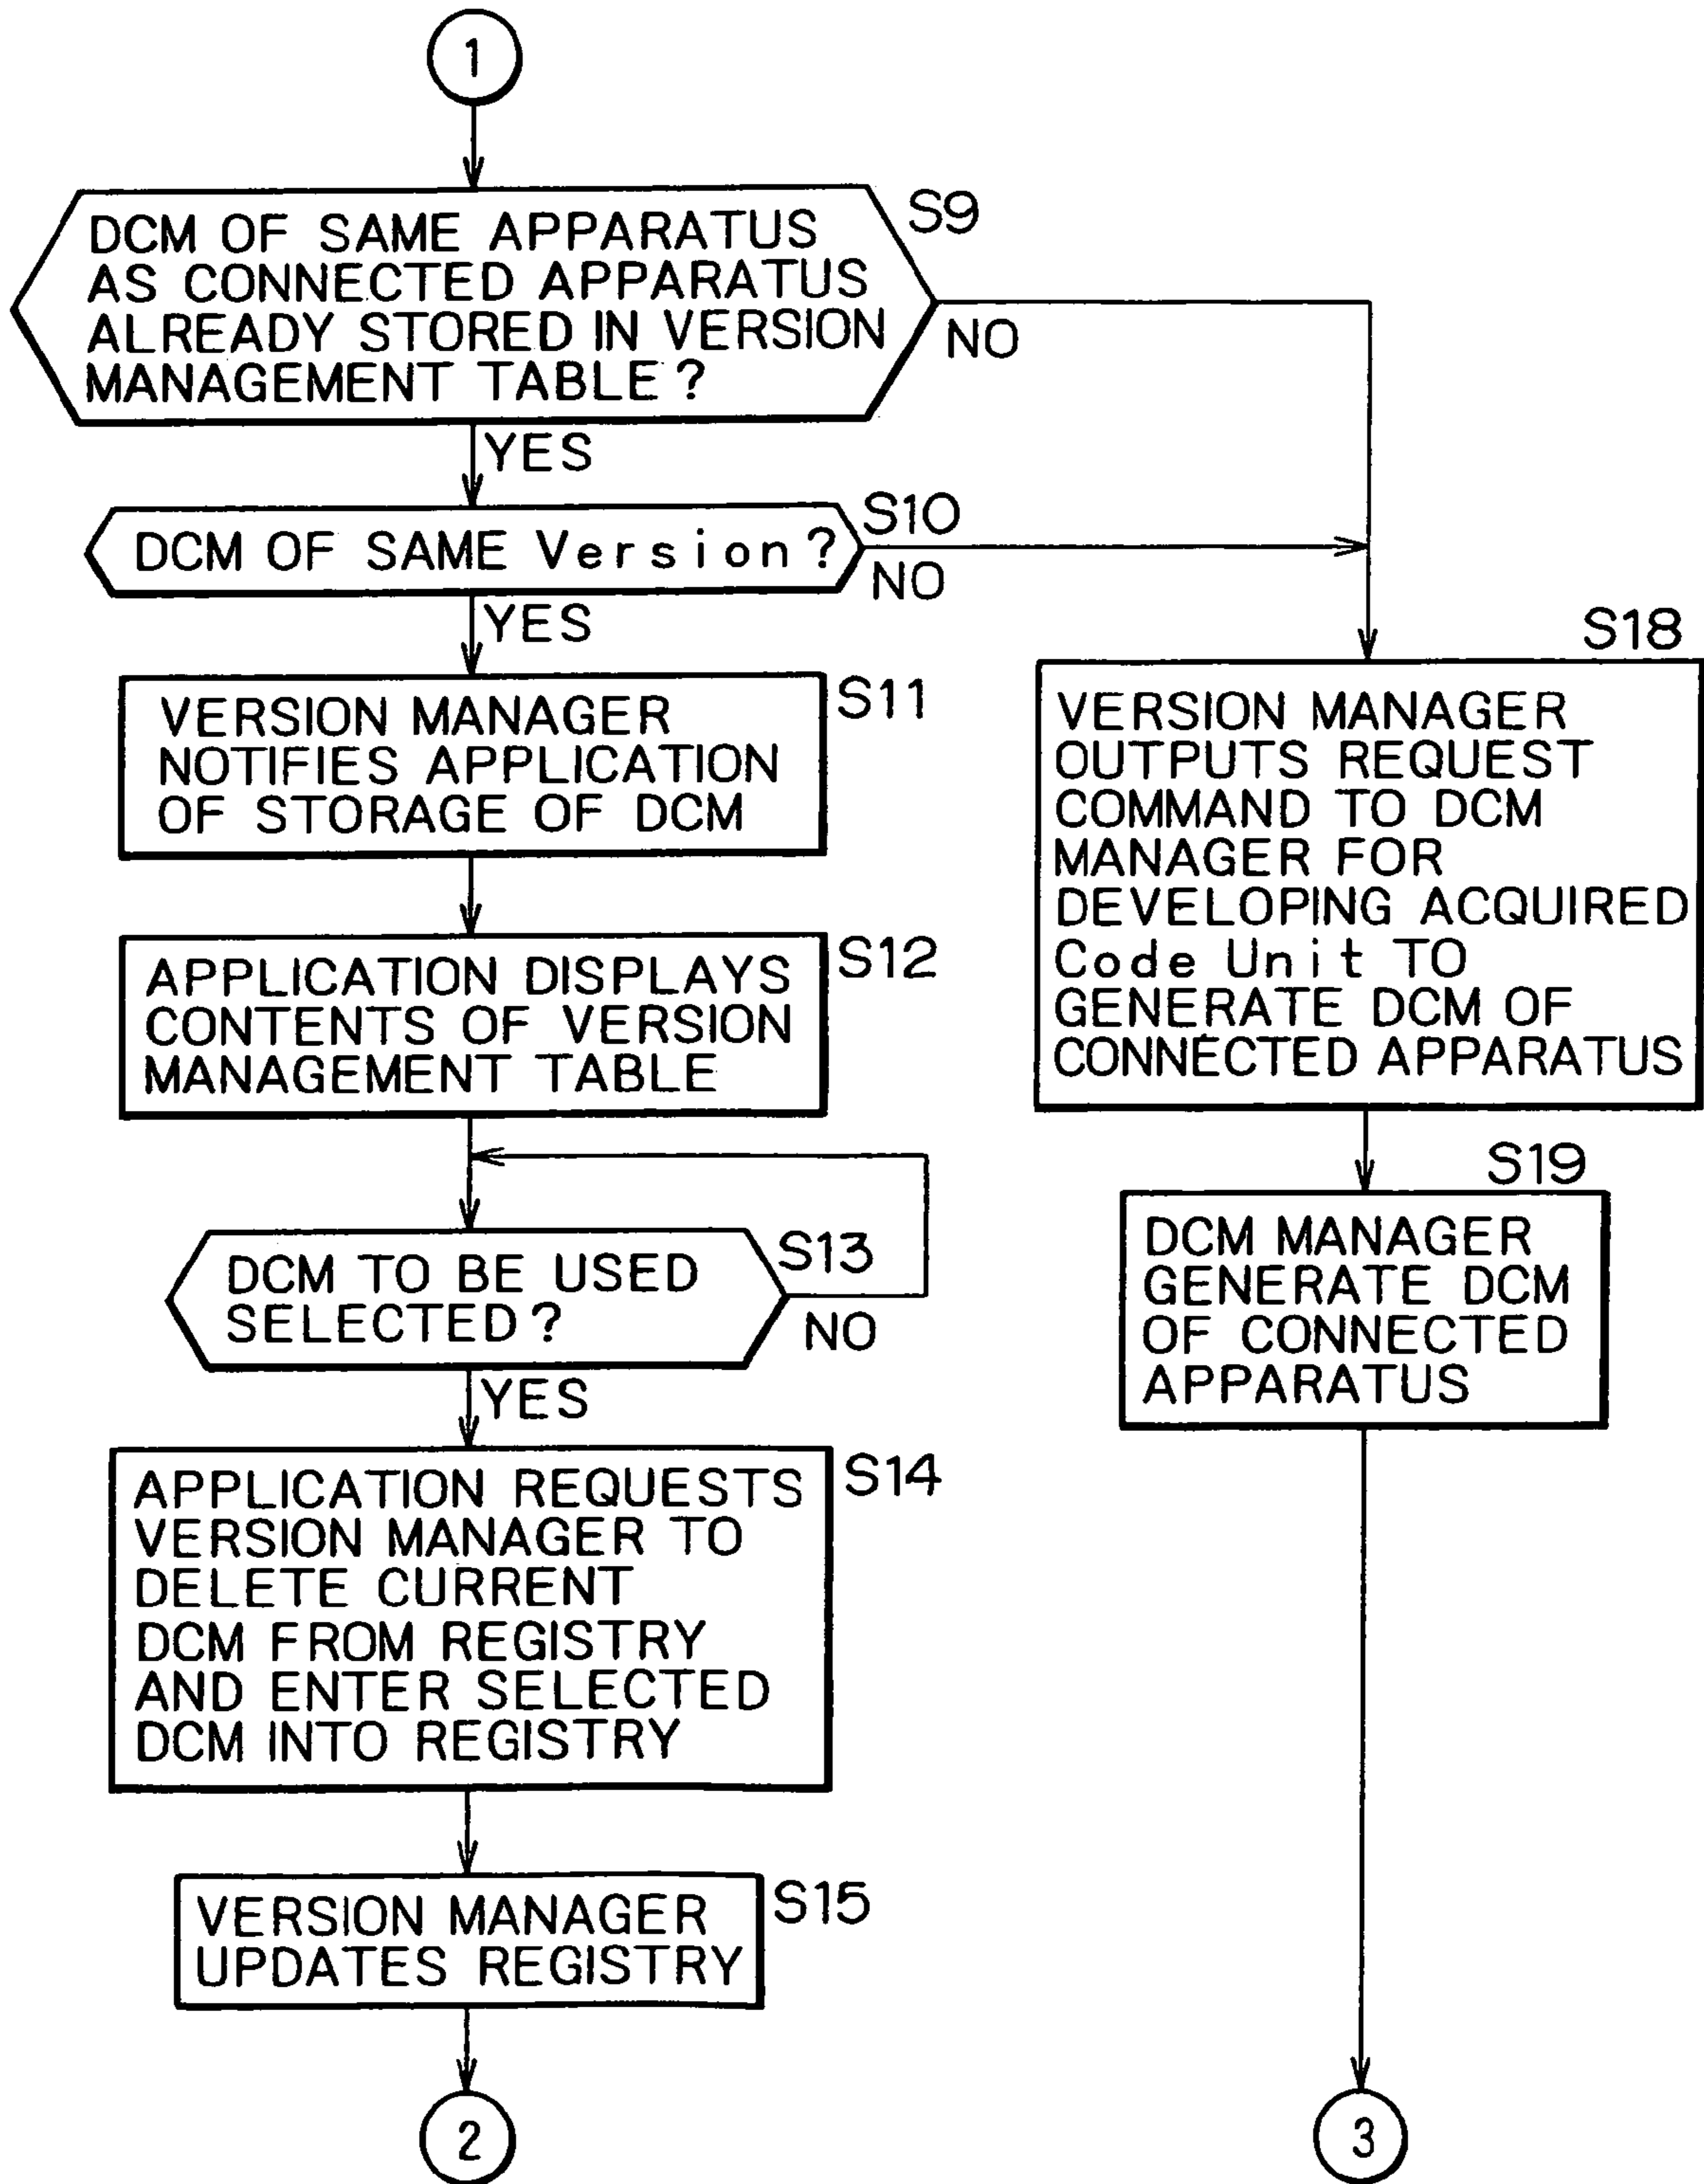 1
DCM OF SAME APPARATUS
AS CONNECTED APPARATUS
ALREADY STORED IN VERSION
MANAGEMENT TABLE?
S9
NO
YES
DCM OF SAME Version?
S10
NO
YES
VERSION MANAGER
NOTIFIES APPLICATION
OF STORAGE OF DCM
S11
APPLICATION DISPLAYS
CONTENTS OF VERSION
MANAGEMENT TABLE
S12
DCM TO BE USED
SELECTED?
S13
NO
YES
APPLICATION REQUESTS
VERSION MANAGER TO
DELETE CURRENT
DCM FROM REGISTRY
AND ENTER SELECTED
DCM INTO REGISTRY
S14
VERSION MANAGER
UPDATES REGISTRY
S15
2
S18
VERSION MANAGER
OUTPUTS REQUEST
COMMAND TO DCM
MANAGER FOR
DEVELOPING ACQUIRED
Code Unit TO
GENERATE DCM OF
CONNECTED APPARATUS
S19
DCM MANAGER
GENERATE DCM
OF CONNECTED
APPARATUS
3